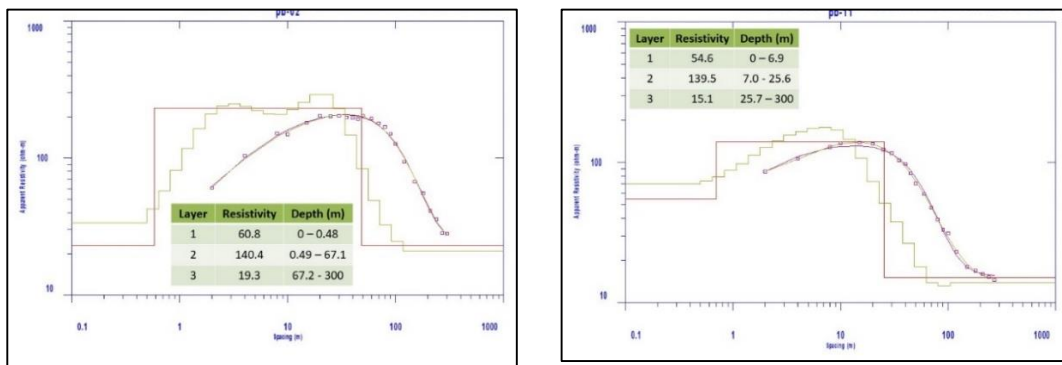 pb-02
1000
100
10
Apparent Resistivity (ohm-m)
Layer Resistivity Depth (m)
1 60.8 0 – 0.48
2 140.4 0.49 – 67.1
3 19.3 67.2 - 300
0.1 1 10 100 1000
Spacing (m)
pb-11
1000
100
10
Apparent Resistivity (ohm-m)
Layer Resistivity Depth (m)
1 54.6 0 – 6.9
2 139.5 7.0 - 25.6
3 15.1 25.7 – 300
0.1 1 10 100 1000
Spacing (m)